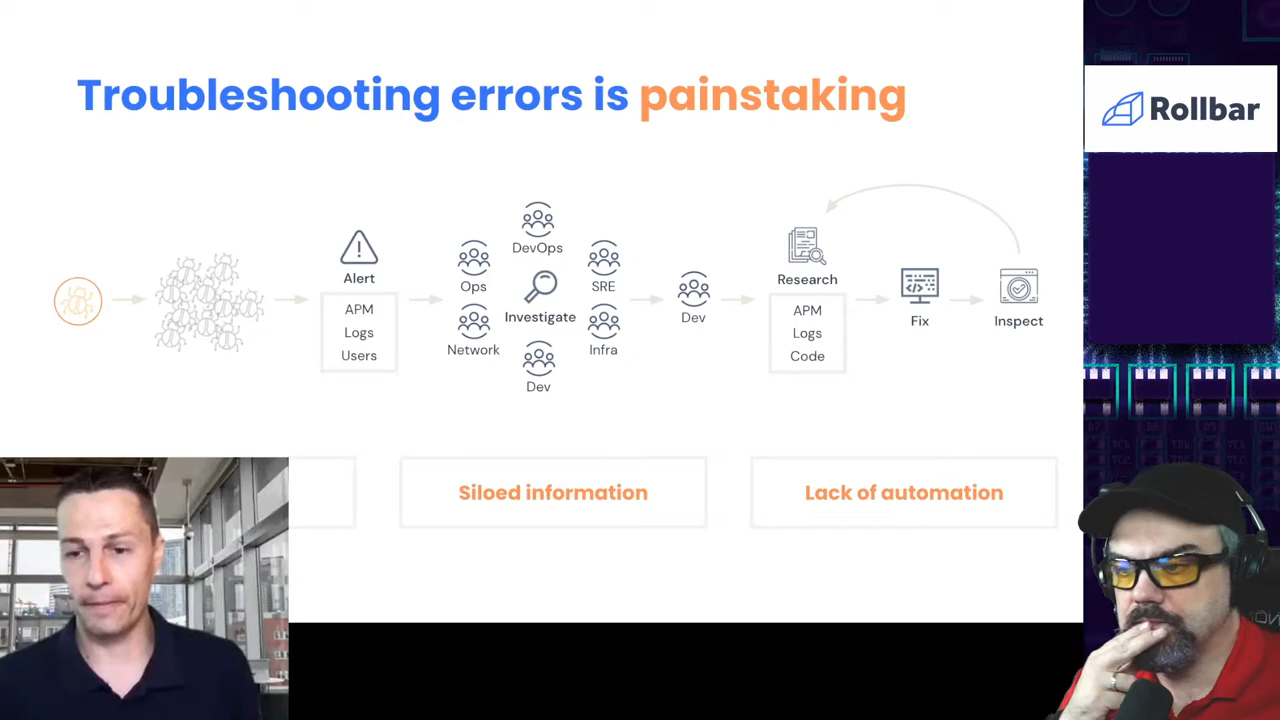 Troubleshooting errors is painstaking
Rollbar
Alert
APM
Logs
Users
DevOps
Ops
SRE
Investigate
Network
Infra
Dev
Dev
Research
APM
Logs
Code
Fix
Inspect
Siloed information
Lack of automation